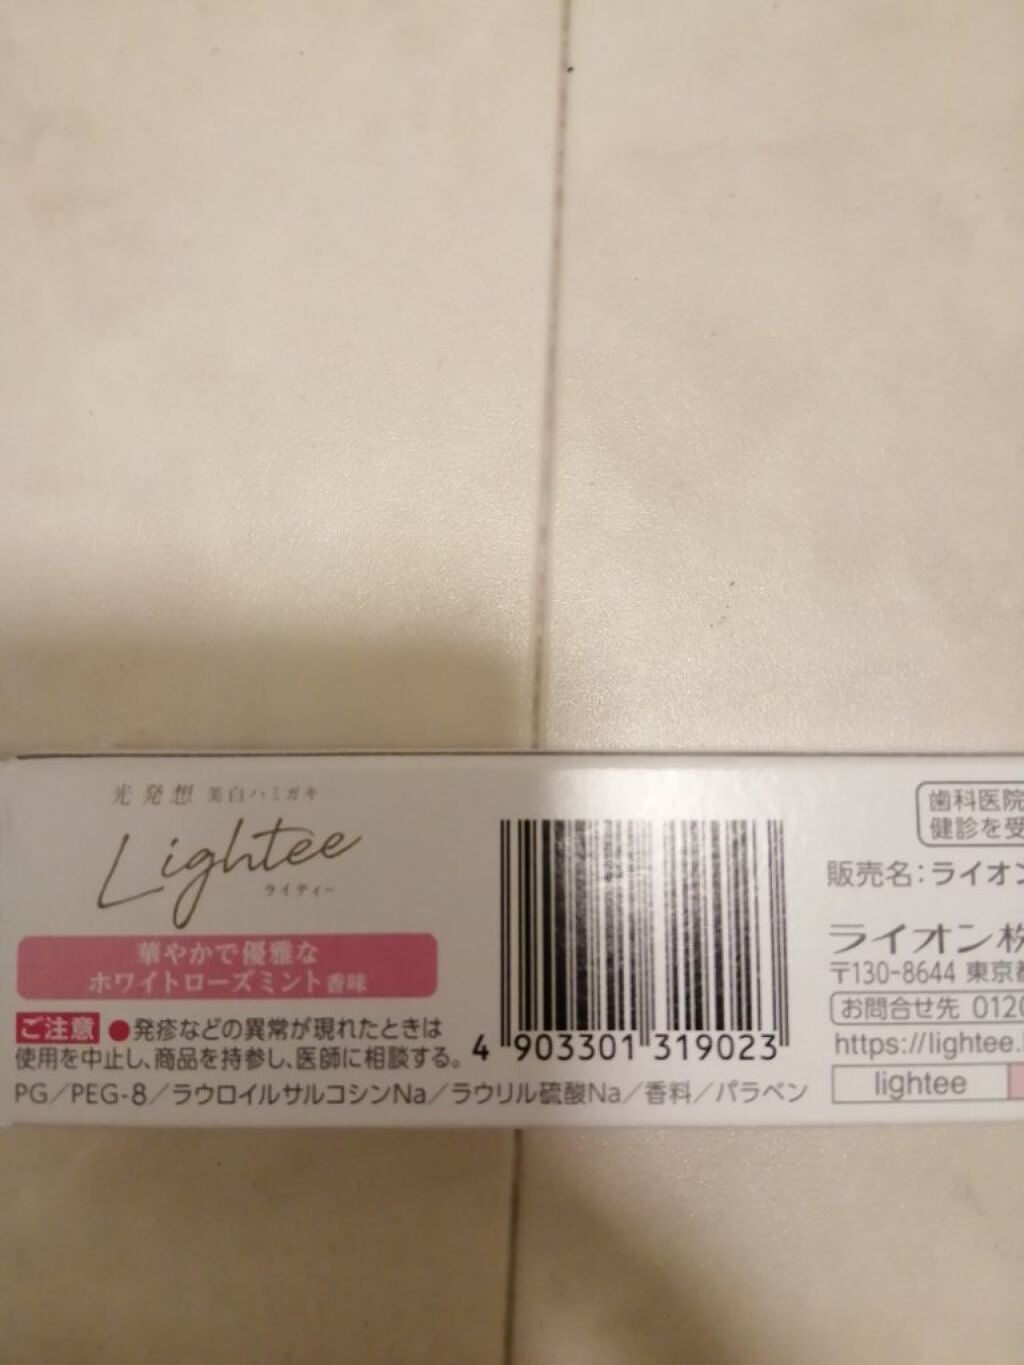 光発想 美白ハミガキ
Lightee
ライティー
華やかで優雅な
ホワイトローズミント香味
ご注意 ●発疹などの異常が現れたときは
使用を中止し、商品を持参し、医師に相談する。
PG/PEG-8/ラウロイルサルコシンNa/ラウリル硫酸Na/香料/パラベン
4 903301 319023
歯科医院
健診を受
販売名:ライオン
ライオン株
〒130-8644 東京都
お問合せ先 0120
https://lightee.
lightee